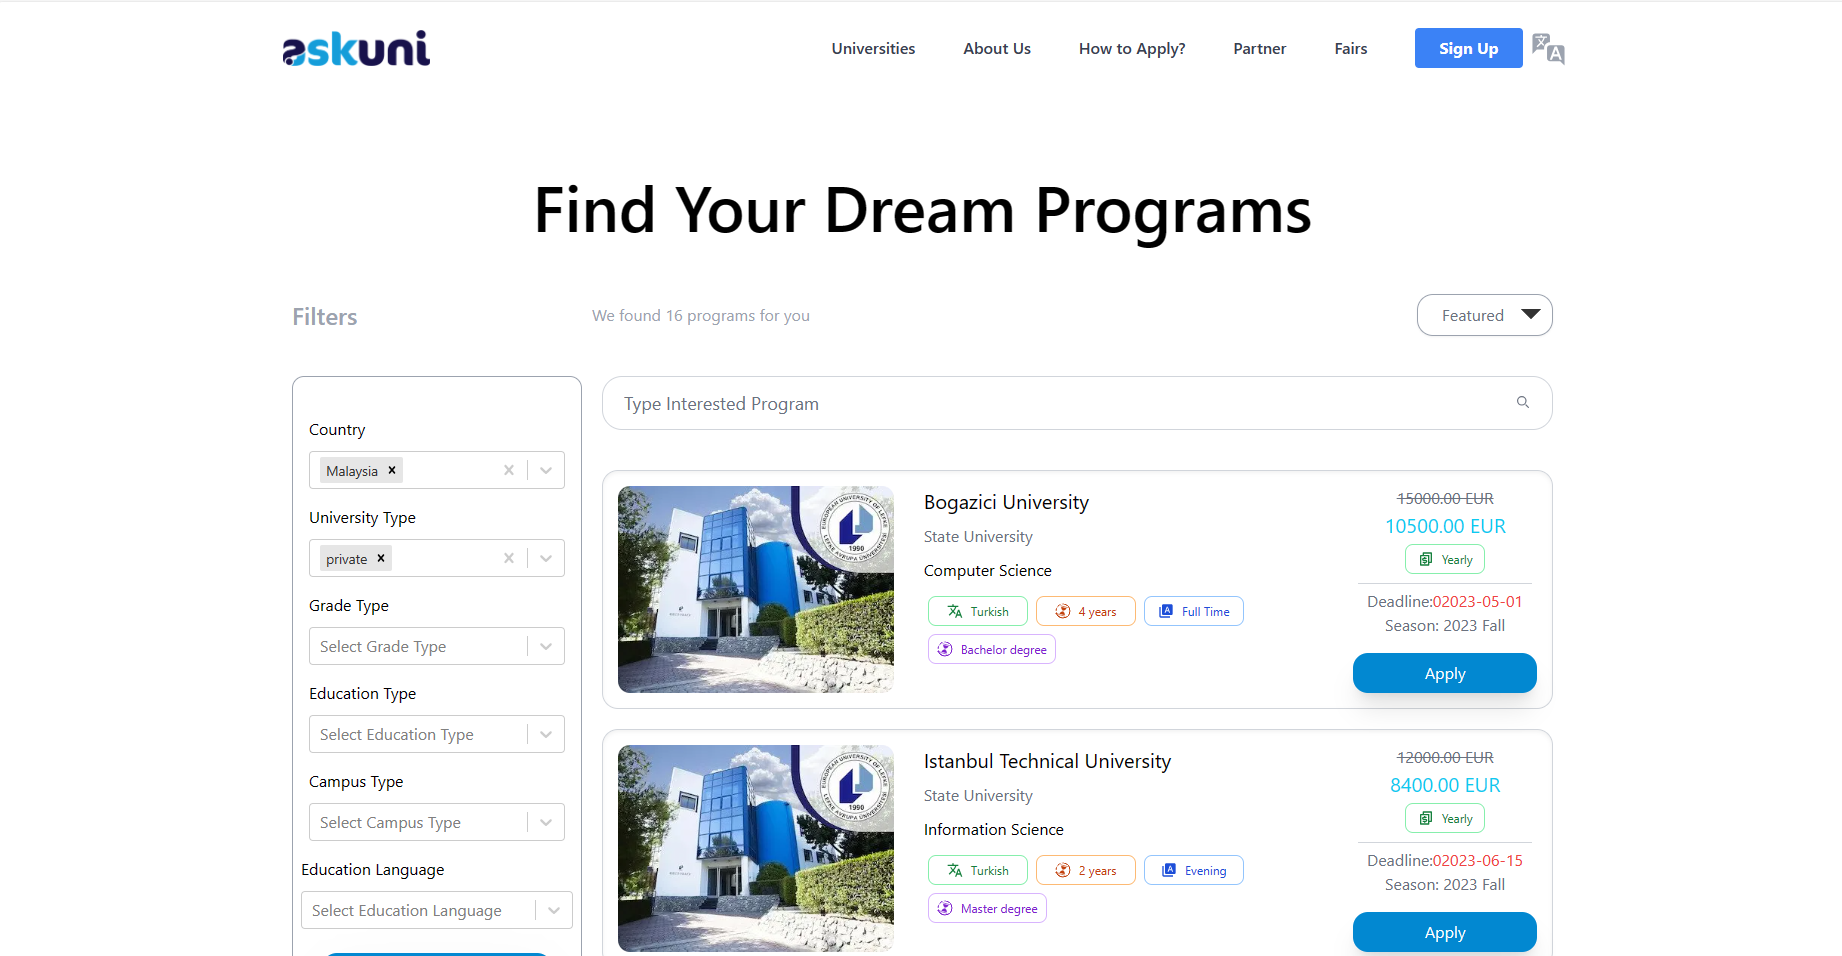 askuni
Universities
About Us
How to Apply?
Partner
Fairs
Sign Up
Find Your Dream Programs
Filters
We found 16 programs for you
Featured
Country
Malaysia
University Type
private
Grade Type
Select Grade Type
Education Type
Select Education Type
Campus Type
Select Campus Type
Education Language
Select Education Language
Type Interested Program
EUROPEAN UNIVERSITY OF LEFKE
LEFKE AVRUPA ÜNİVERSİTESİ
1990
Bogazici University
State University
Computer Science
Turkish
4 years
Full Time
Bachelor degree
15000.00 EUR
10500.00 EUR
Yearly
Deadline:02023-05-01
Season: 2023 Fall
Apply
EUROPEAN UNIVERSITY OF LEFKE
LEFKE AVRUPA ÜNİVERSİTESİ
1990
Istanbul Technical University
State University
Information Science
Turkish
2 years
Evening
Master degree
12000.00 EUR
8400.00 EUR
Yearly
Deadline:02023-06-15
Season: 2023 Fall
Apply